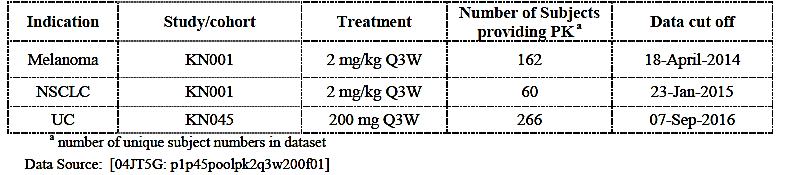 Indication Study/cohort Treatment Number of Subjects providing PK a Data cut off
Melanoma KN001 2 mg/kg Q3W 162 18-April-2014
NSCLC KN001 2 mg/kg Q3W 60 23-Jan-2015
UC KN045 200 mg Q3W 266 07-Sep-2016
a number of unique subject numbers in dataset
Data Source: [04JT5G: p1p45poolpk2q3w200f01]